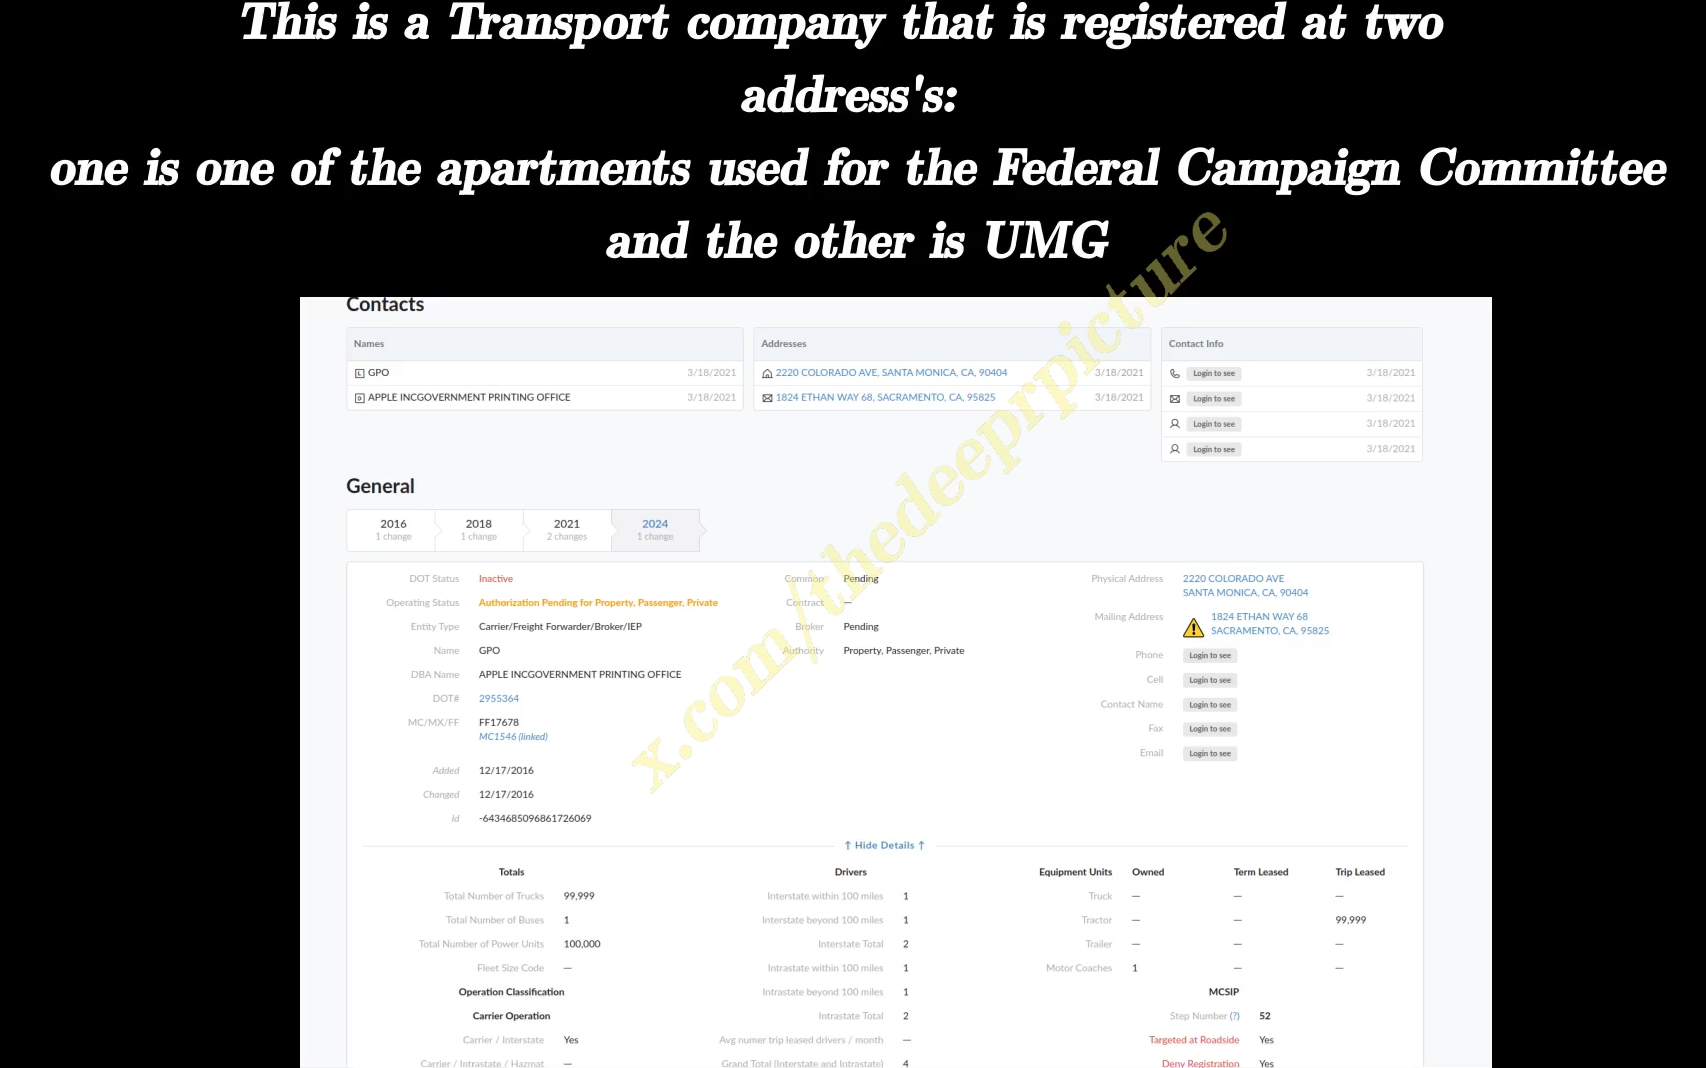 This is a Transport company that is registered at two
address's:
one is one of the apartments used for the Federal Campaign Committee
and the other is UMG
Contacts
Names
GPO 3/18/2021
APPLE INCGOVERNMENT PRINTING OFFICE 3/18/2021
Addresses
2220 COLORADO AVE, SANTA MONICA, CA, 90404 3/18/2021
1824 ETHAN WAY 68, SACRAMENTO, CA, 95825 3/18/2021
Contact Info
Login to see 3/18/2021
Login to see 3/18/2021
Login to see 3/18/2021
Login to see 3/18/2021
General
2016 2018 2021 2024
1 change 1 change 2 changes 1 change
DOT Status Inactive
Operating Status Authorization Pending for Property, Passenger, Private
Entity Type Carrier/Freight Forwarder/Broker/IEP
Name GPO
DBA Name APPLE INCGOVERNMENT PRINTING OFFICE
DOT# 2955364
MC/MX/FF FF17678
MC1546 (linked)
Added 12/17/2016
Changed 12/17/2016
Id -6434685096861726069
Common Pending
Contract —
Broker Pending
Authority Property, Passenger, Private
Physical Address 2220 COLORADO AVE
SANTA MONICA, CA, 90404
Mailing Address 1824 ETHAN WAY 68
SACRAMENTO, CA, 95825
Phone Login to see
Cell Login to see
Contact Name Login to see
Fax Login to see
Email Login to see
↑ Hide Details ↑
Totals
Total Number of Trucks 99,999
Total Number of Buses 1
Total Number of Power Units 100,000
Fleet Size Code —
Operation Classification
Carrier Operation
Carrier / Interstate Yes
Carrier / Intrastate / Hazmat —
Drivers
Interstate within 100 miles 1
Interstate beyond 100 miles 1
Interstate Total 2
Intrastate within 100 miles 1
Intrastate beyond 100 miles 1
Intrastate Total 2
Avg numer trip leased drivers / month —
Grand Total (Interstate and Intrastate) 4
Equipment Units Owned Term Leased Trip Leased
Truck — — —
Tractor — — 99,999
Trailer — — —
Motor Coaches 1 — —
MCSIP
Step Number (?) 52
Targeted at Roadside Yes
Deny Registration Yes
x.com/thedeeprpicture